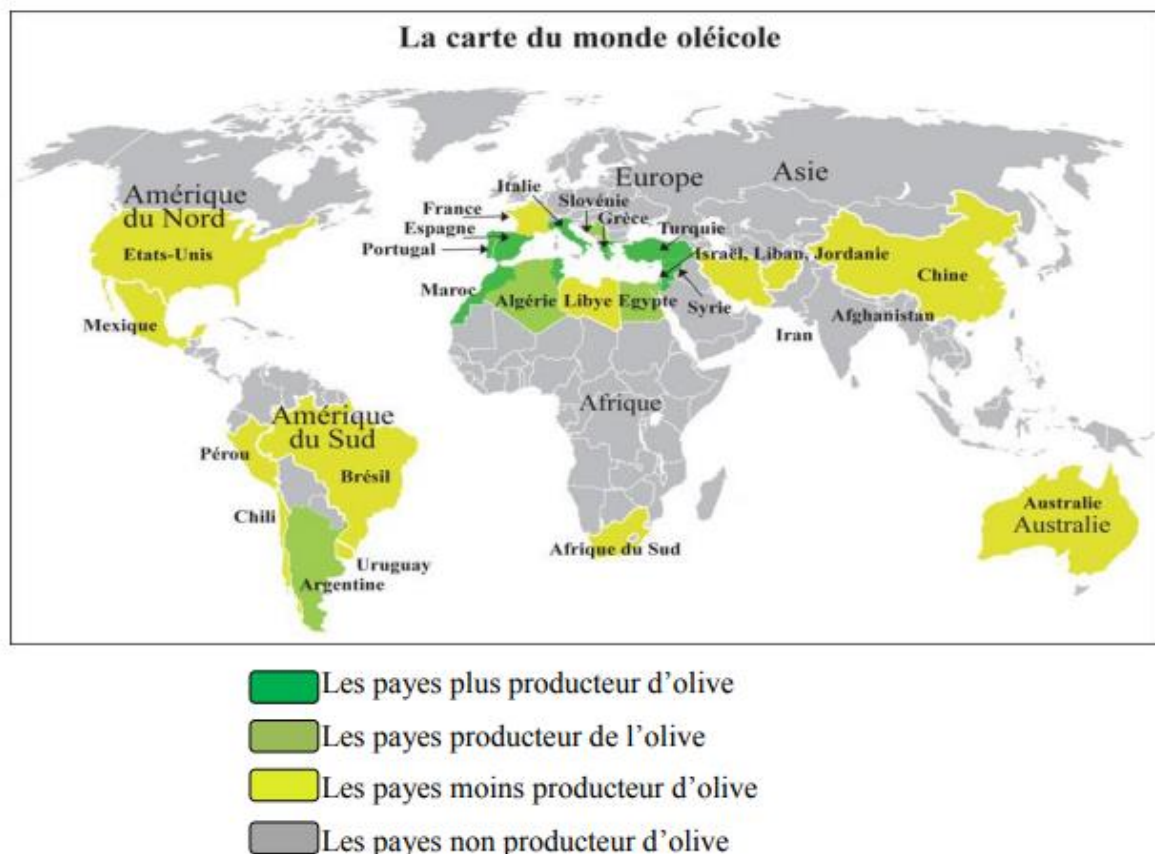 La carte du monde oléicole
Amérique
du Nord
Etats-Unis
Mexique
Amérique
du Sud
Pérou
Brésil
Chili
Uruguay
Argentine
Europe
Asie
Italie
Slovénie
France
Grèce
Espagne
Turquie
Portugal
Israël, Liban, Jordanie
Maroc
Algérie
Libye
Egypte
Syrie
Chine
Afghanistan
Iran
Afrique
Afrique du Sud
Australie
Australie
Les payes plus producteur d’olive
Les payes producteur de l’olive
Les payes moins producteur d’olive
Les payes non producteur d’olive